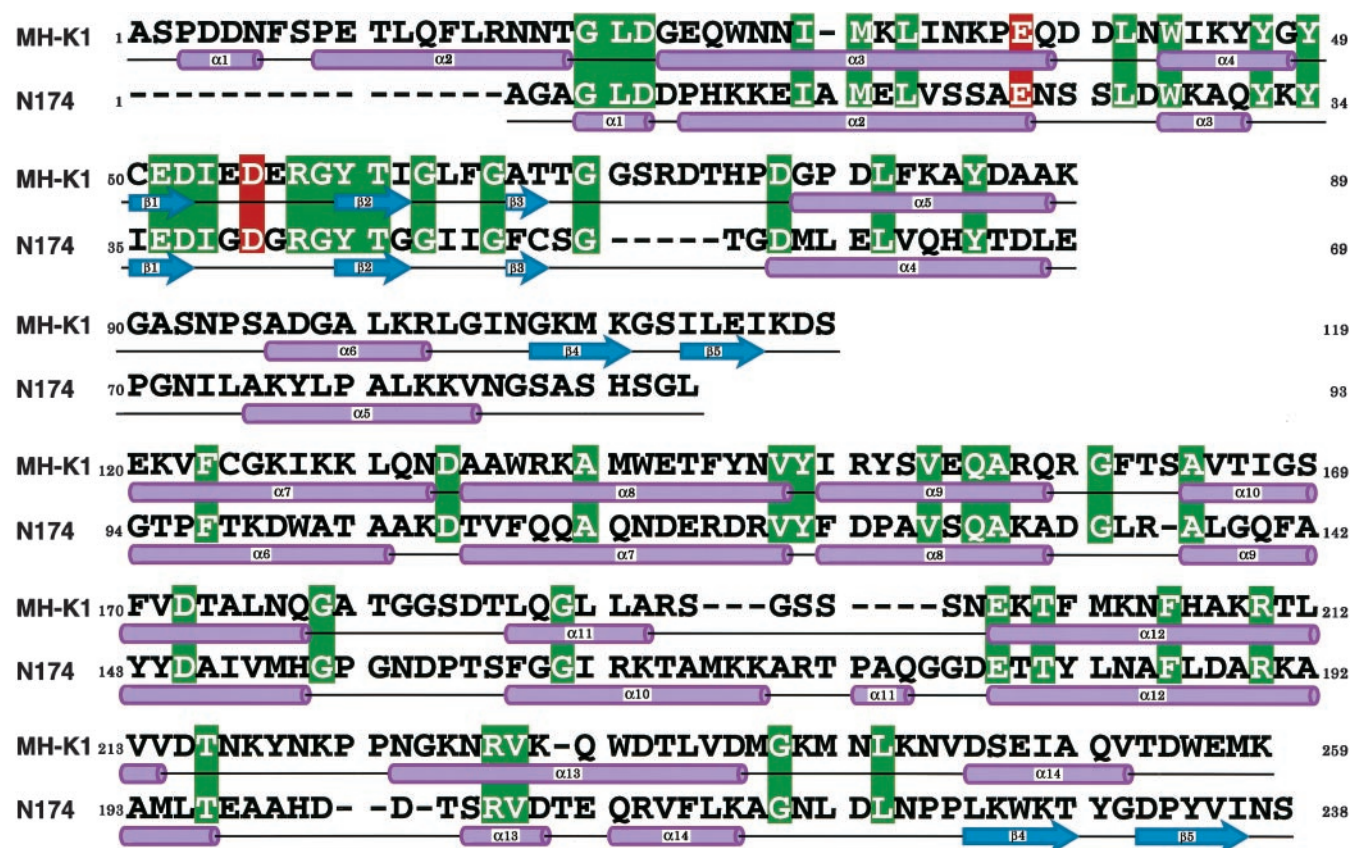 MH-K1 1 ASPDDNFSPE TLQFLRNNTG LDGEQWNNI- MKLINKPEQD DLNWIKYYGY 49
α1 α2 α3 α4
N174 1 ---------- ------AGAG LDDPHKKEIA MELVSSAENS SLDWKAQYKY 34
α1 α2 α3
MH-K1 50 CEDIEDERGY TIGLFGATTG GSRDTHPDGP DLFKAYDAAK 89
β1 β2 β3 α5
N174 35 IEDIGDGRGY TGGIIGFCSG -----TGDML ELVQHYTDLE 69
β1 β2 β3 α4
MH-K1 90 GASNPSADGA LKRLGINGKM KGSILEIKDS 119
α6 β4 β5
N174 70 PGNILAKYLP ALKKVNGSAS HSGL 93
α5
MH-K1 120 EKVFCGKIKK LQNDAAWRKA MWETFYNVYI RYSVEQARQR GFTSAVTIGS 169
α7 α8 α9 α10
N174 94 GTPFTKDWAT AAKDTVFQQA QNDERDRVYF DPAVSQAKAD GLR-ALGQFA 142
α6 α7 α8 α9
MH-K1 170 FVDTALNQGA TGGSDTLQGL LARS---GSS ----SNEKTF MKNFHAKRTL 212
α11 α12
N174 143 YYDAIVMHGP GNDPTSFGGI RKTAMKKART PAQGGDETTY LNAFLDARKA 192
α10 α11 α12
MH-K1 213 VVDTNKYNKP PNGKNRVK-Q WDTLVDMGKM NLKNVDSEIA QVTDWEMK 259
α13 α14
N174 193 AMLTEAAHD- -D-TSRVDTE QRVFLKAGNL DLNPPLKWKT YGDPYVINS 238
α13 α14 β4 β5